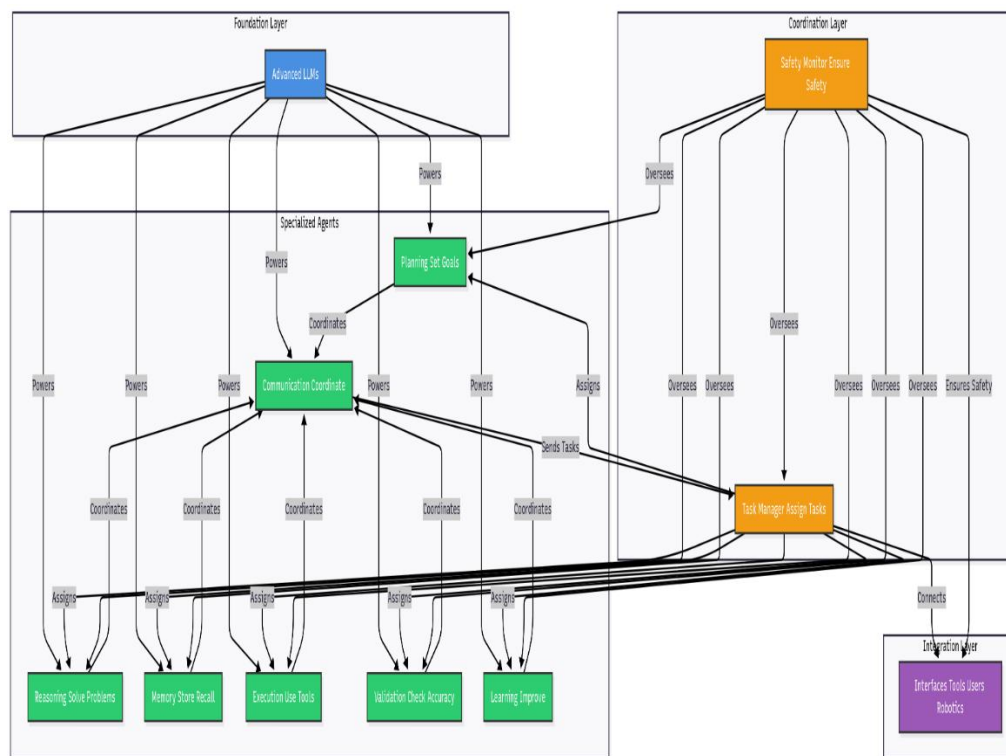 Foundation Layer
Coordination Layer
Advanced LLMs
Safety Monitor Ensure
Safety
Powers
Oversees
Specialized Agents
Planning Set Goals
Powers
Coordinates
Oversees
Communication Coordinate
Powers
Powers
Powers
Powers
Powers
Assigns
Oversees
Oversees
Oversees
Oversees
Oversees
Ensures Safety
Sends Tasks
Coordinates
Coordinates
Coordinates
Coordinates
Coordinates
Task Manager Assign Tasks
Assigns
Assigns
Assigns
Assigns
Assigns
Connects
Integration Layer
Reasoning Solve Problems
Memory Store Recall
Execution Use Tools
Validation Check Accuracy
Learning Improve
Interfaces Tools Users
Robotics